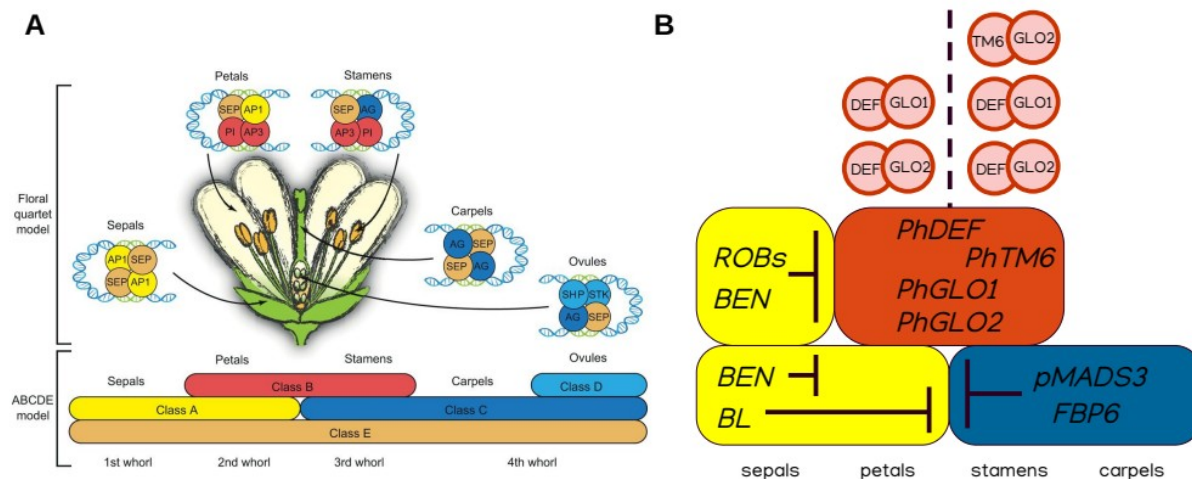 A
Petals
Stamens
SEP AP1
PI AP3
SEP AG
AP3 PI
Floral
quartet
model
Sepals
AP1 SEP
SEP AP1
Carpels
AG SEP
SEP AG
Ovules
SHP STK
AG SEP
ABCDE
model
Petals
Stamens
Ovules
Sepals
Class B
Carpels
Class D
Class A
Class C
Class E
1st whorl
2nd whorl
3rd whorl
4th whorl
B
TM6 GLO2
DEF GLO1
DEF GLO1
DEF GLO2
DEF GLO2
ROBs
BEN
PhDEF
PhTM6
PhGLO1
PhGLO2
BEN
BL
pMADS3
FBP6
sepals
petals
stamens
carpels